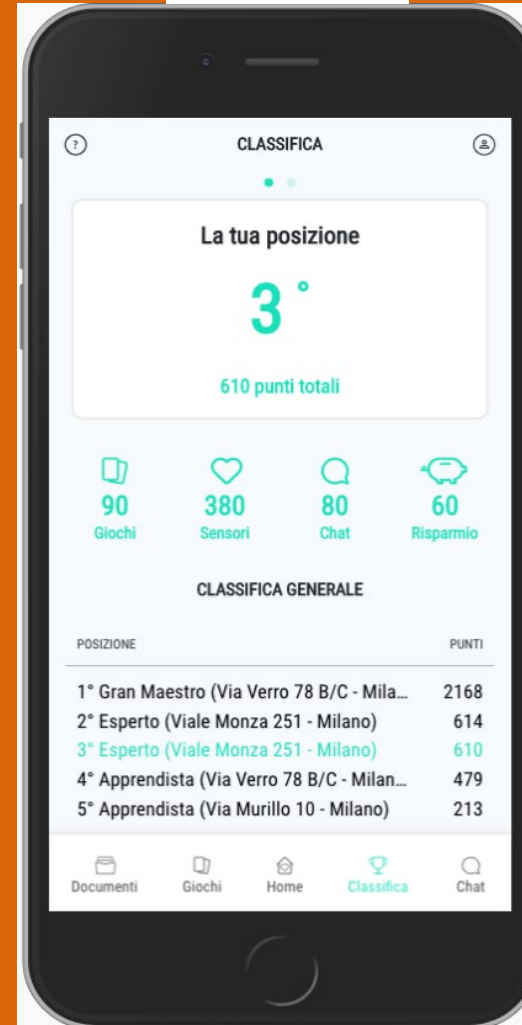 ?
CLASSIFICA
La tua posizione
3°
610 punti totali
90 380 80 60
Giochi Sensori Chat Risparmio
CLASSIFICA GENERALE
POSIZIONE PUNTI
1° Gran Maestro (Via Verro 78 B/C - Mila... 2168
2° Esperto (Viale Monza 251 - Milano) 614
3° Esperto (Viale Monza 251 - Milano) 610
4° Apprendista (Via Verro 78 B/C - Milan... 479
5° Apprendista (Via Murillo 10 - Milano) 213
Documenti Giochi Home Classifica Chat